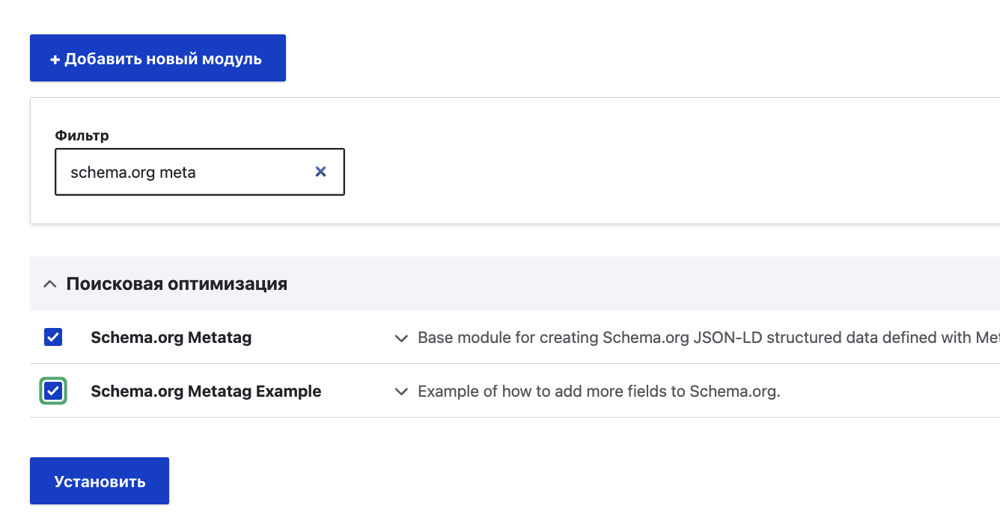 + Добавить новый модуль
Фильтр
schema.org meta
Поисковая оптимизация
Schema.org Metatag
Base module for creating Schema.org JSON-LD structured data defined with
Schema.org Metatag Example
Example of how to add more fields to Schema.org.
Установить